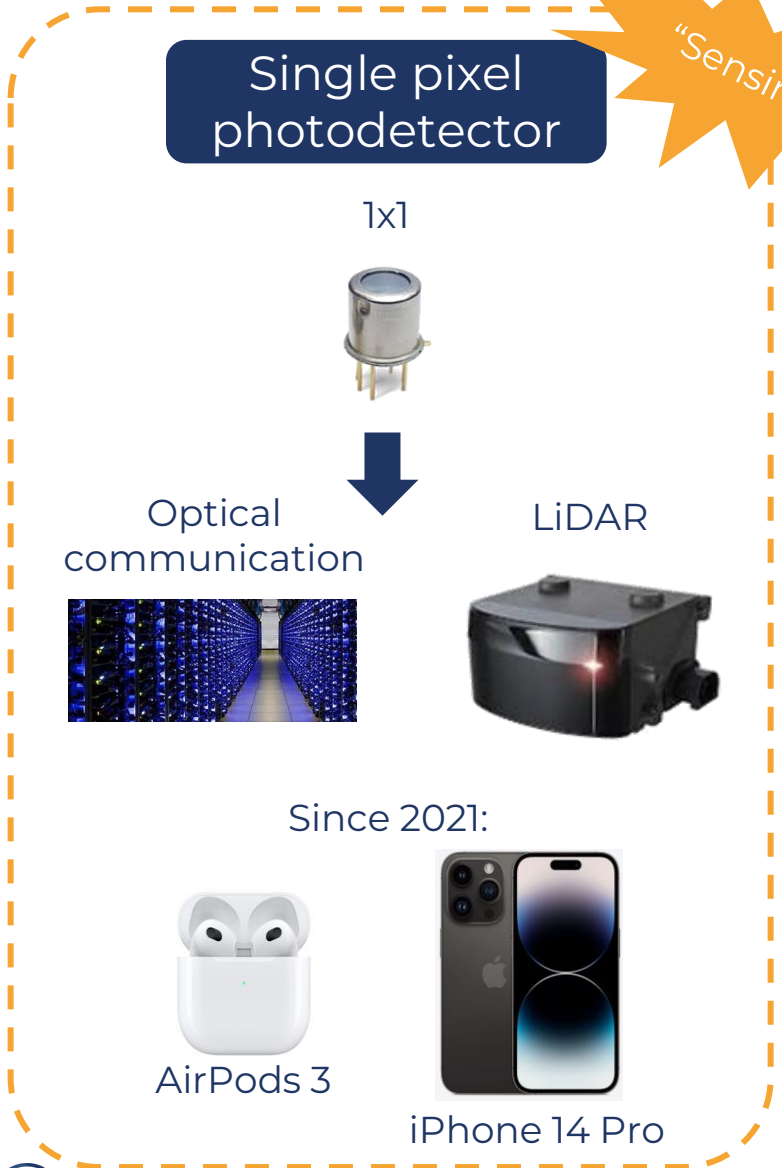 Single pixel
photodetector
1x1
Optical
communication
LiDAR
Since 2021:
AirPods 3
iPhone 14 Pro